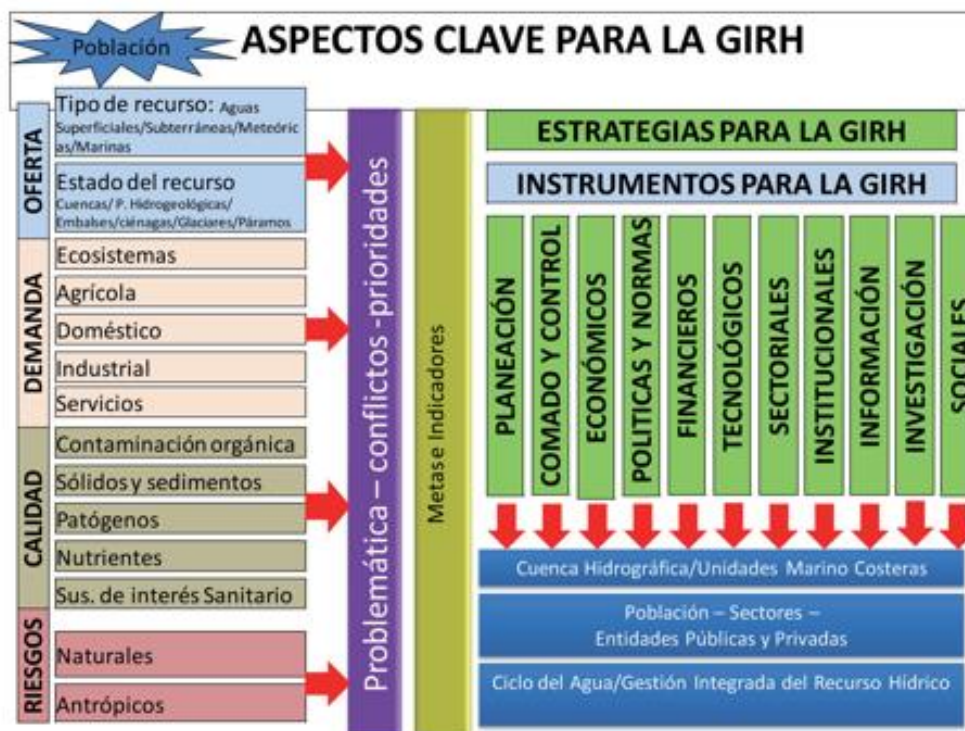 Población
ASPECTOS CLAVE PARA LA GIRH
OFERTA
Tipo de recurso: Aguas
Superficiales/Subterráneas/Meteóric
as/Marinas
Estado del recurso
Cuencas/ P. Hidrogeológicas/
Embalses/ciénagas/Glaciares/Páramos
DEMANDA
Ecosistemas
Agrícola
Doméstico
Industrial
Servicios
CALIDAD
Contaminación orgánica
Sólidos y sedimentos
Patógenos
Nutrientes
Sus. de interés Sanitario
RIESGOS
Naturales
Antrópicos
Problemática – conflictos -prioridades
Metase Indicadores
ESTRATEGIAS PARA LA GIRH
INSTRUMENTOS PARA LA GIRH
PLANEACIÓN
COMADO Y CONTROL
ECONÓMICOS
POLITICAS Y NORMAS
FINANCIEROS
TECNOLÓGICOS
SECTORIALES
INSTITUCIONALES
INFORMACIÓN
INVESTIGACIÓN
SOCIALES
Cuenca Hidrográfica/Unidades Marino Costeras
Población – Sectores –
Entidades Públicas y Privadas
Ciclo del Agua/Gestión Integrada del Recurso Hídrico